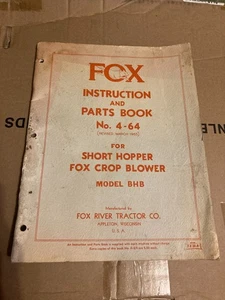 FOX
INSTRUCTION
AND
PARTS BOOK
No. 4-64
FOR
SHORT HOPPER
FOX CROP BLOWER
MODEL BHB
Manufactured by
FOX RIVER TRACTOR CO.
APPLETON, WISCONSIN
U. S. A.